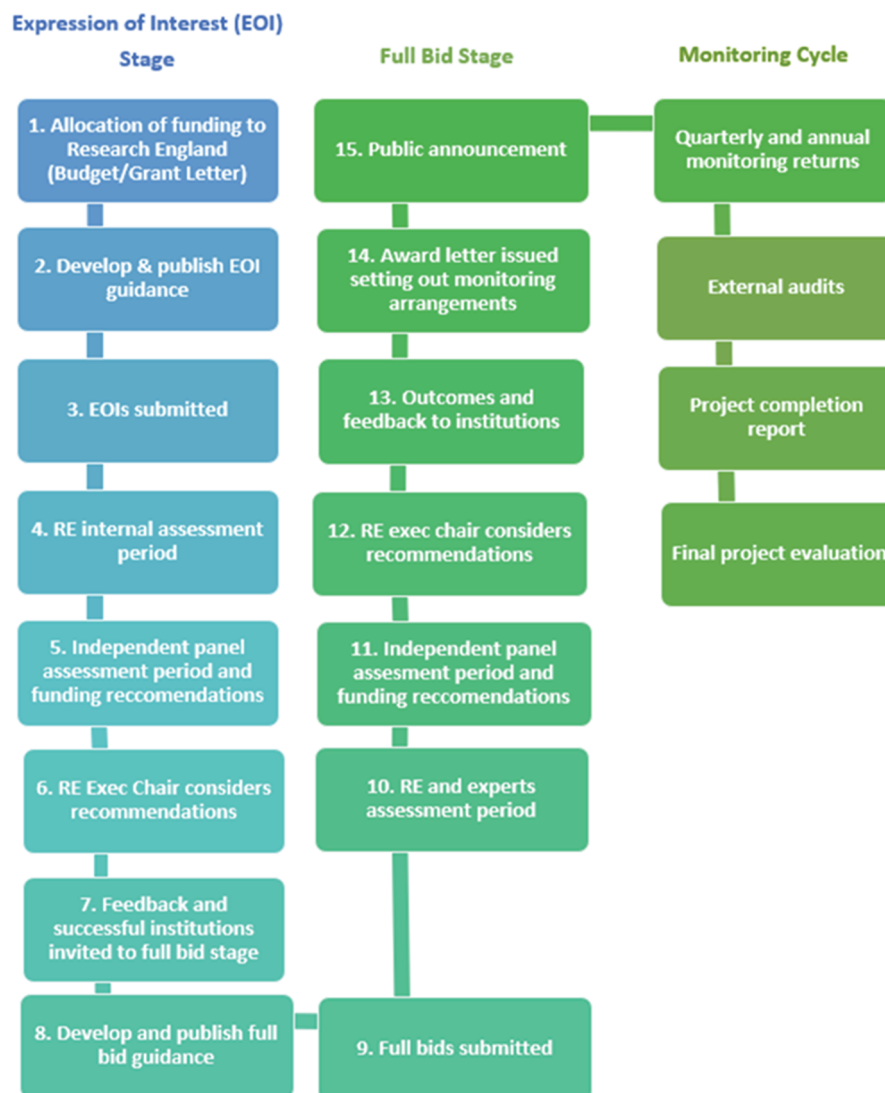 Expression of Interest (EOI)
Stage
1. Allocation of funding to
Research England
(Budget/Grant Letter)
2. Develop & publish EOI
guidance
3. EOIs submitted
4. RE internal assessment
period
5. Independent panel
assessment period and
funding reccomendations
6. RE Exec Chair considers
recommendations
7. Feedback and
successful institutions
invited to full bid stage
8. Develop and publish full
bid guidance
Full Bid Stage
15. Public announcement
14. Award letter issued
setting out monitoring
arrangements
13. Outcomes and
feedback to institutions
12. RE exec chair considers
recommendations
11. Independent panel
assesment period and
funding reccomendations
10. RE and experts
assessment period
9. Full bids submitted
Monitoring Cycle
Quarterly and annual
monitoring returns
External audits
Project completion
report
Final project evaluation